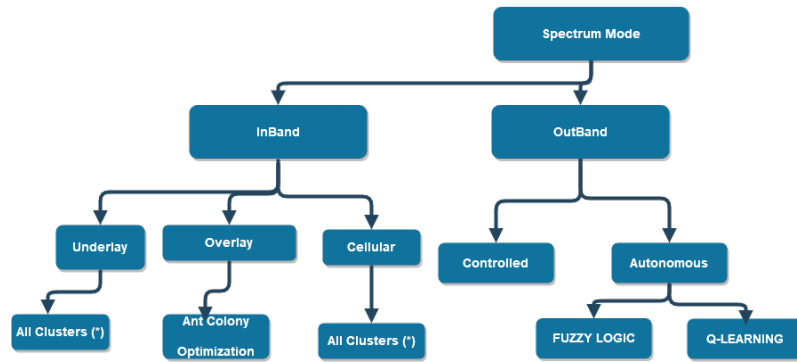 Spectrum Mode
InBand
OutBand
Underlay
Overlay
Cellular
Controlled
Autonomous
All Clusters (*)
Ant Colony
Optimization
All Clusters (*)
FUZZY LOGIC
Q-LEARNING